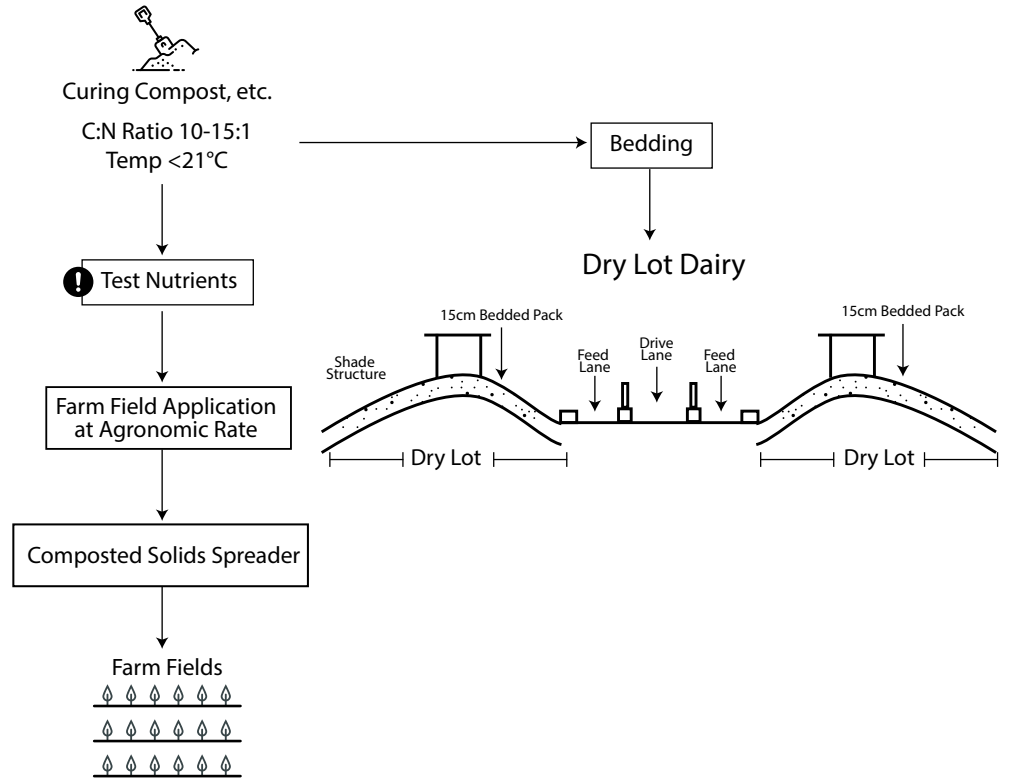 Curing Compost, etc.
C:N Ratio 10-15:1
Temp <21°C
Bedding
! Test Nutrients
Dry Lot Dairy
15cm Bedded Pack
15cm Bedded Pack
Shade
Structure
Feed
Lane
Drive
Lane
Feed
Lane
Farm Field Application
at Agronomic Rate
Dry Lot
Dry Lot
Composted Solids Spreader
Farm Fields